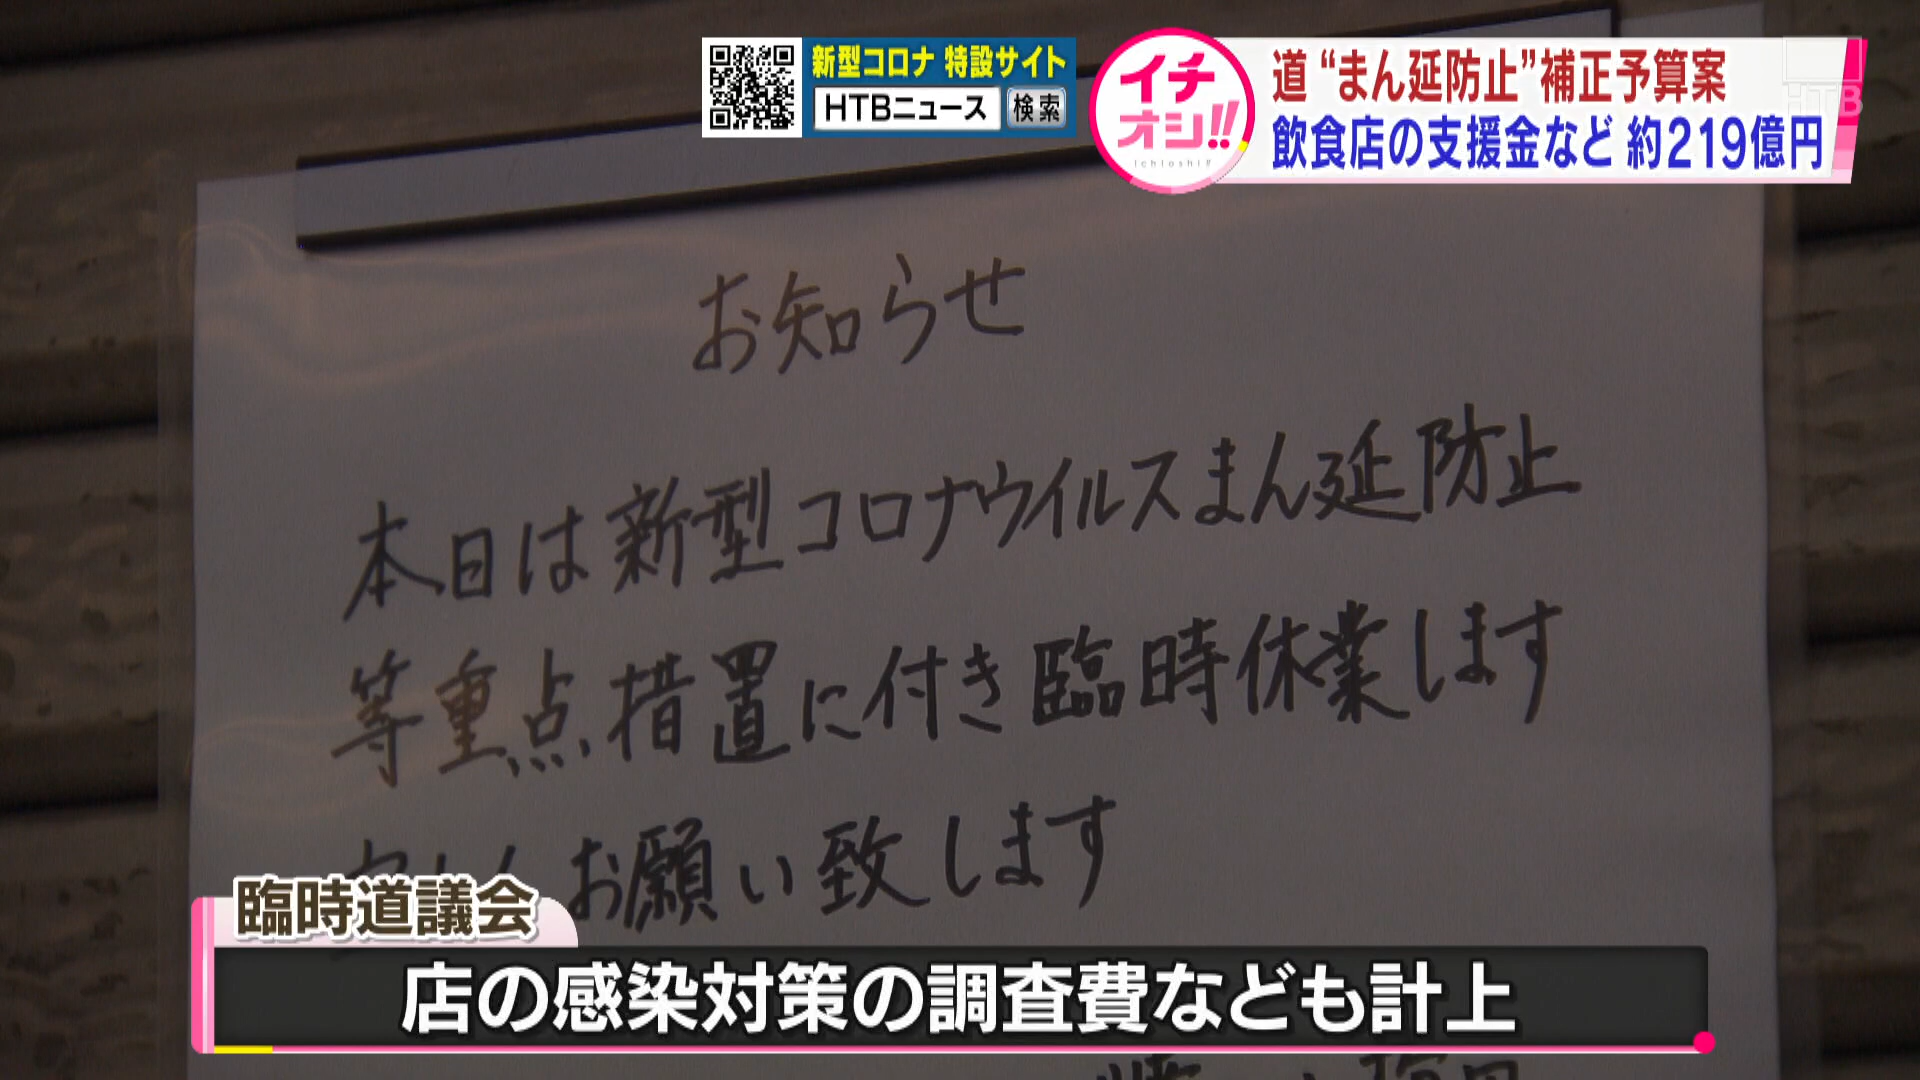 新型コロナ 特設サイト
HTBニュース 検索
イチオシ!!
ichioshi!!
道“まん延防止”補正予算案
飲食店の支援金など 約219億円
HTB
お知らせ
本日は新型コロナウイルスまん延防止
等重点措置に付き臨時休業します
お願い致します
臨時道議会
店の感染対策の調査費なども計上